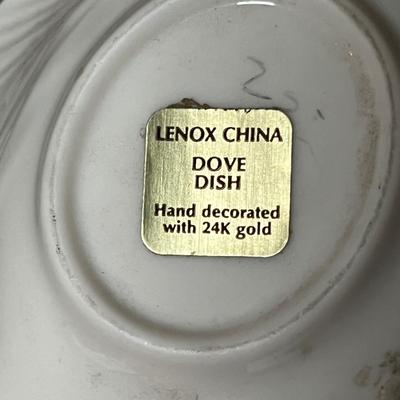 LENOX CHINA
DOVE
DISH
Hand decorated
with 24K gold